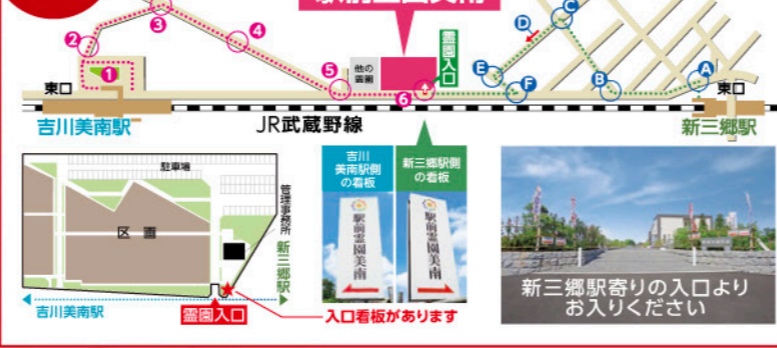 駅前霊園美南
C
D
3
4
2
1
東口
吉川美南駅
JR武蔵野線
5
他の
霊園
6
霊園入口
E
F
B
A
東口
新三郷駅
駐車場
区画
管理事務所
新三郷駅
吉川美南駅
霊園入口
入口看板があります
吉川
美南駅側
の看板
新三郷駅側
の看板
駅前霊園美南
駅前霊園美南
新三郷駅寄りの入口より
お入りください